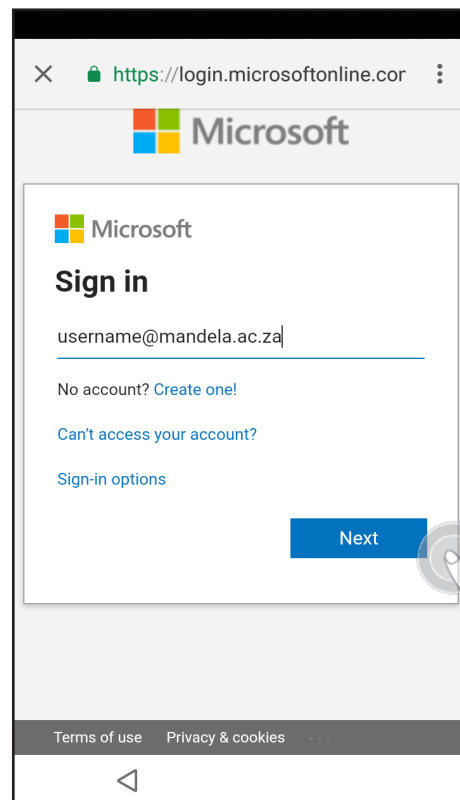 https://login.microsoftonline.cor
Microsoft
Microsoft
Sign in
username@mandela.ac.za
No account? Create one!
Can't access your account?
Sign-in options
Next
Terms of use Privacy & cookies ...